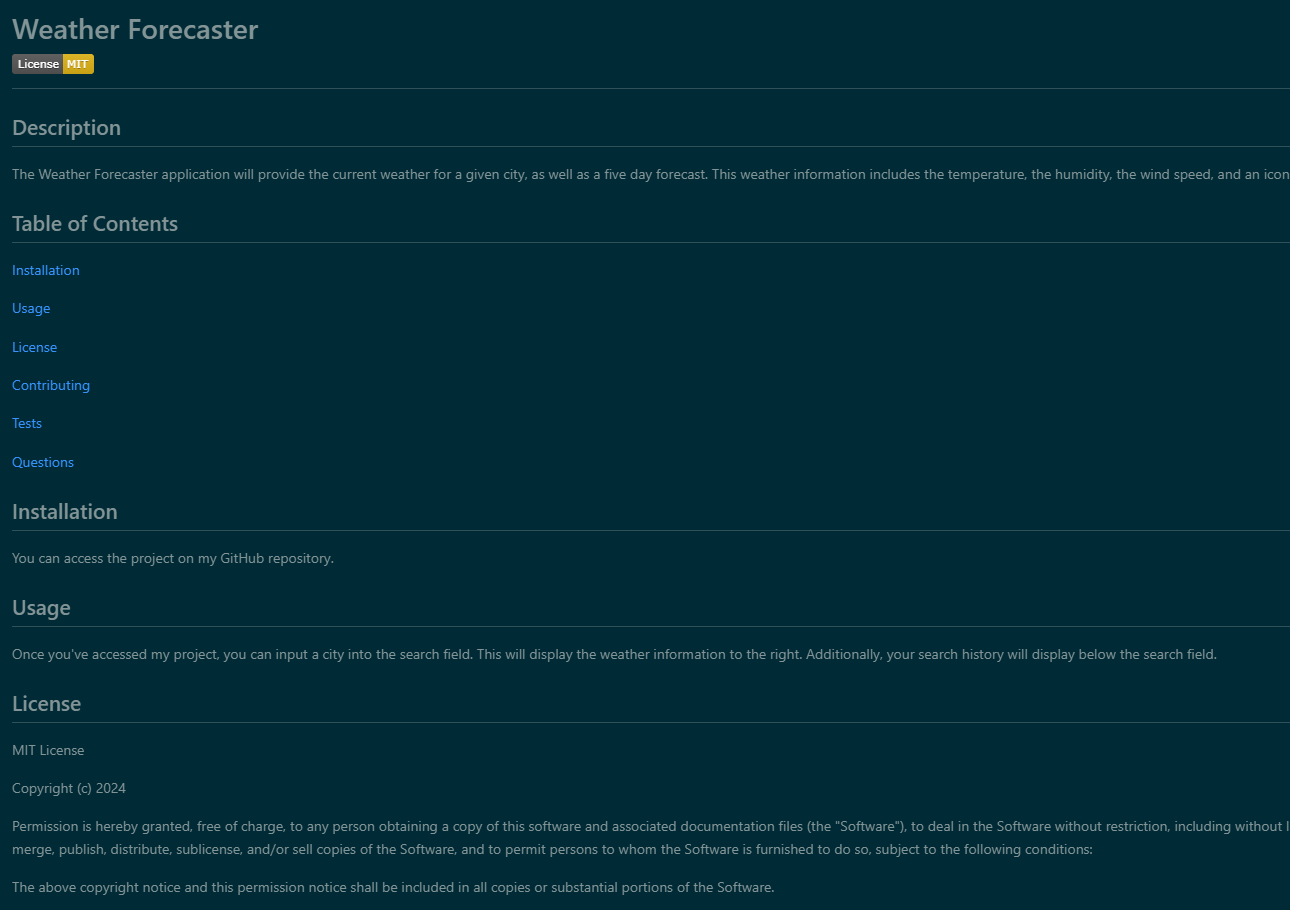 Weather Forecaster
License MIT
Description
The Weather Forecaster application will provide the current weather for a given city, as well as a five day forecast. This weather information includes the temperature, the humidity, the wind speed, and an icon
Table of Contents
Installation
Usage
License
Contributing
Tests
Questions
Installation
You can access the project on my GitHub repository.
Usage
Once you've accessed my project, you can input a city into the search field. This will display the weather information to the right. Additionally, your search history will display below the search field.
License
MIT License
Copyright (c) 2024
Permission is hereby granted, free of charge, to any person obtaining a copy of this software and associated documentation files (the "Software"), to deal in the Software without restriction, including without
merge, publish, distribute, sublicense, and/or sell copies of the Software, and to permit persons to whom the Software is furnished to do so, subject to the following conditions:
The above copyright notice and this permission notice shall be included in all copies or substantial portions of the Software.